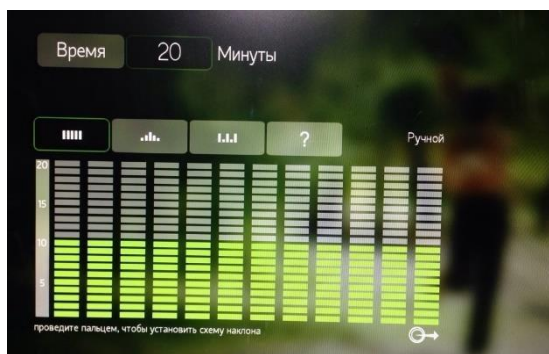 Время 20 Минуты
? Ручной
20
15
10
5
проведите пальцем, чтобы установить схему наклона